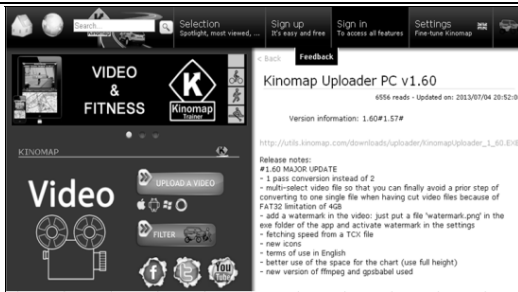 Search...
Selection
Spotlight, most viewed, ...
Sign up
It's easy and free
Sign in
To access all features
Settings
Fine-tune Kinomap
< Back
Feedback
VIDEO
&
FITNESS
Kinomap
Trainer
KINOMAP
Video
UPLOAD A VIDEO
FILTER
You
Tube
Kinomap Uploader PC v1.60
6556 reads - Updated on: 2013/07/04 20:52:0
Version information: 1.60#1.57#
http://utils.kinomap.com/downloads/uploader/KinomapUploader_1_60.EXE
Release notes:
#1.60 MAJOR UPDATE
- 1 pass conversion instead of 2
- multi-select video file so that you can finally avoid a prior step of
converting to one single file when having cut video files because of
FAT32 limitation of 4GB
- add a watermark in the video: just put a file 'watermark.png' in the
exe folder of the app and activate watermark in the settings
- fetching speed from a TCX file
- new icons
- terms of use in English
- better use of the space for the chart (use full height)
- new version of ffmpeg and gpsbabel used